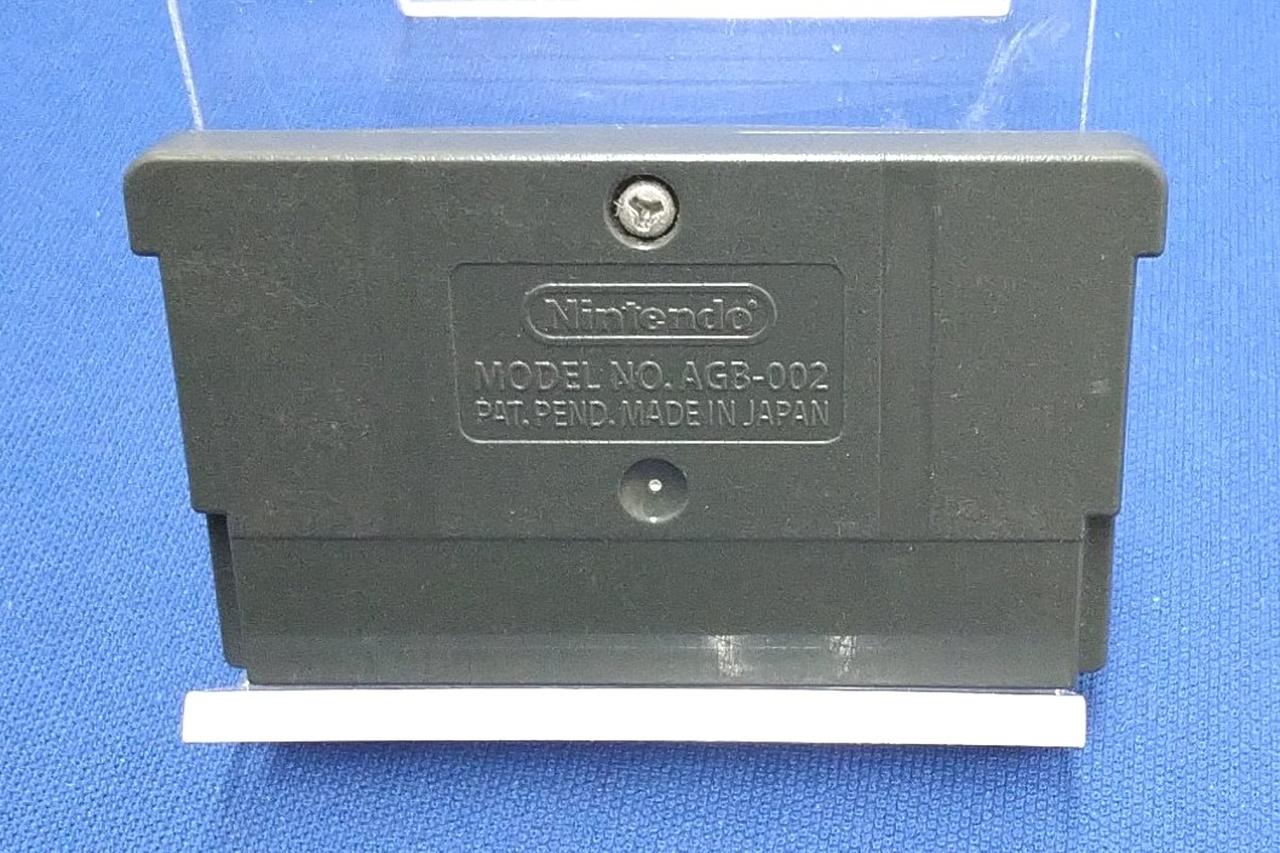 Nintendo®
MODEL NO. AGB-002
PAT. PEND. MADE IN JAPAN